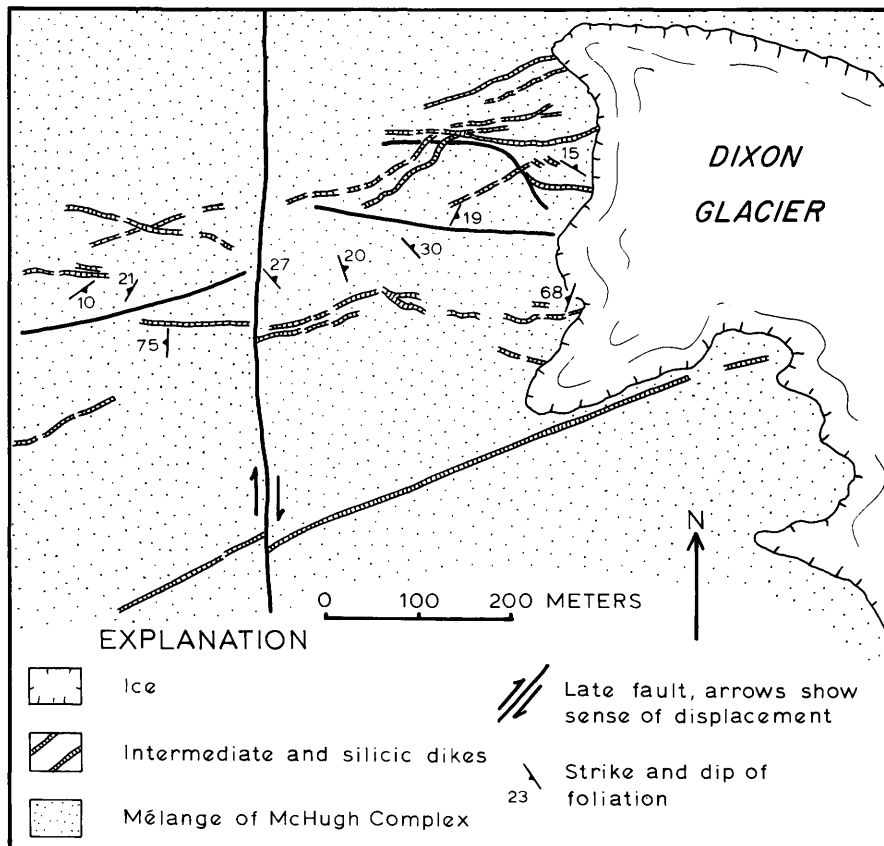 DIXON
GLACIER
15
19
30
20
27
21
10
68
75
N
0 100 200 METERS
EXPLANATION
Ice
Intermediate and silicic dikes
Mélange of McHugh Complex
Late fault, arrows show
sense of displacement
Strike and dip of
foliation
23